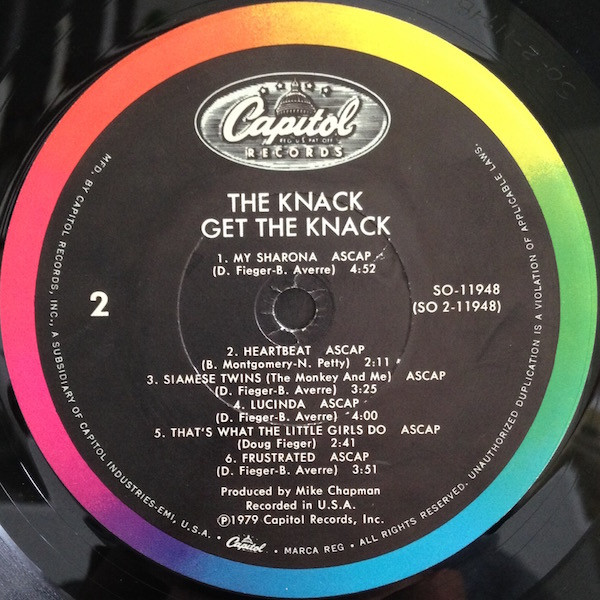 Capitol
REG. U.S. PAT. OFF.
RECORDS
THE KNACK
GET THE KNACK
1. MY SHARONA ASCAP
(D. Fieger-B. Averre) 4:52
2
SO-11948
(SO 2-11948)
2. HEARTBEAT ASCAP
(B. Montgomery-N. Petty) 2:11
3. SIAMESE TWINS (The Monkey And Me) ASCAP
(D. Fieger-B. Averre) 3:25
4. LUCINDA ASCAP
(D. Fieger-B. Averre) 4:00
5. THAT'S WHAT THE LITTLE GIRLS DO ASCAP
(Doug Fieger) 2:41
6. FRUSTRATED ASCAP
(D. Fieger-B. Averre) 3:51
Produced by Mike Chapman
Recorded in U.S.A.
Ⓟ1979 Capitol Records, Inc.
MFD. BY CAPITOL RECORDS, INC., A SUBSIDIARY OF CAPITOL INDUSTRIES-EMI, U.S.A. • Capitol • MARCA REG • ALL RIGHTS RESERVED. UNAUTHORIZED DUPLICATION IS A VIOLATION OF APPLICABLE LAWS.